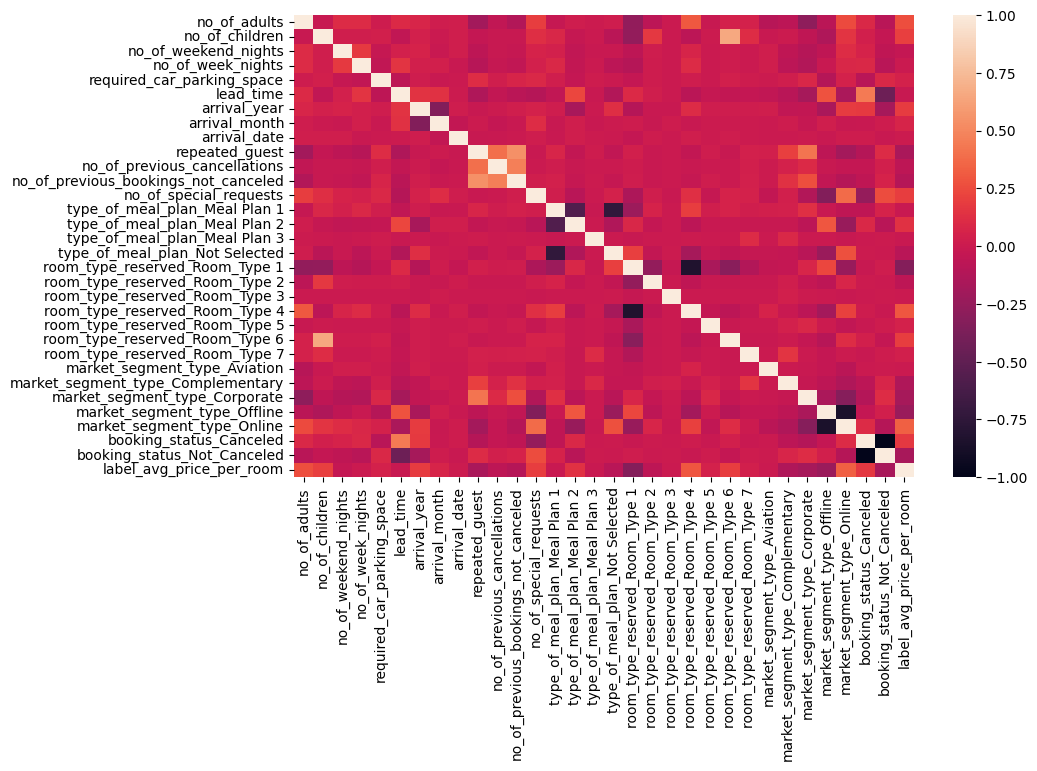 no_of_adults
no_of_children
no_of_weekend_nights
no_of_week_nights
required_car_parking_space
lead_time
arrival_year
arrival_month
arrival_date
repeated_guest
no_of_previous_cancellations
no_of_previous_bookings_not_canceled
no_of_special_requests
type_of_meal_plan_Meal Plan 1
type_of_meal_plan_Meal Plan 2
type_of_meal_plan_Meal Plan 3
type_of_meal_plan_Not Selected
room_type_reserved_Room_Type 1
room_type_reserved_Room_Type 2
room_type_reserved_Room_Type 3
room_type_reserved_Room_Type 4
room_type_reserved_Room_Type 5
room_type_reserved_Room_Type 6
room_type_reserved_Room_Type 7
market_segment_type_Aviation
market_segment_type_Complementary
market_segment_type_Corporate
market_segment_type_Offline
market_segment_type_Online
booking_status_Canceled
booking_status_Not_Canceled
label_avg_price_per_room
no_of_adults
no_of_children
no_of_weekend_nights
no_of_week_nights
required_car_parking_space
lead_time
arrival_year
arrival_month
arrival_date
repeated_guest
no_of_previous_cancellations
no_of_previous_bookings_not_canceled
no_of_special_requests
type_of_meal_plan_Meal Plan 1
type_of_meal_plan_Meal Plan 2
type_of_meal_plan_Meal Plan 3
type_of_meal_plan_Not Selected
room_type_reserved_Room_Type 1
room_type_reserved_Room_Type 2
room_type_reserved_Room_Type 3
room_type_reserved_Room_Type 4
room_type_reserved_Room_Type 5
room_type_reserved_Room_Type 6
room_type_reserved_Room_Type 7
market_segment_type_Aviation
market_segment_type_Complementary
market_segment_type_Corporate
market_segment_type_Offline
market_segment_type_Online
booking_status_Canceled
booking_status_Not_Canceled
label_avg_price_per_room
1.00
0.75
0.50
0.25
0.00
−0.25
−0.50
−0.75
−1.00